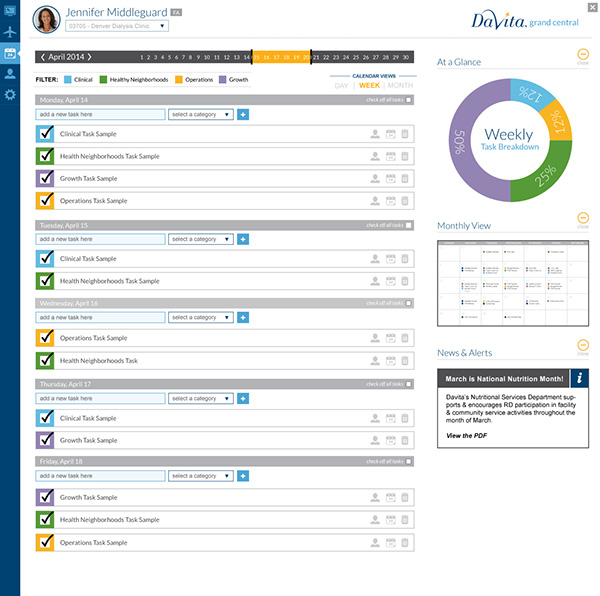 Jennifer Middleguard FA
03705 - Denver Dialysis Clinic
DaVita. grand central
April 2014
1 2 3 4 5 6 7 8 9 10 11 12 13 14 15 16 17 18 19 20 21 22 23 24 25 26 27 28 29 30
FILTER: Clinical Healthy Neighborhoods Operations Growth
CALENDAR VIEWS
DAY | WEEK | MONTH
Monday, April 14 check off all tasks
add a new task here select a category +
Clinical Task Sample
Health Neighborhoods Task Sample
Growth Task Sample
Operations Task Sample
Tuesday, April 15 check off all tasks
add a new task here select a category +
Clinical Task Sample
Health Neighborhoods Task Sample
Wednesday, April 16 check off all tasks
add a new task here select a category +
Operations Task Sample
Health Neighborhoods Task
Thursday, April 17 check off all tasks
add a new task here select a category +
Clinical Task Sample
Growth Task Sample
Friday, April 18 check off all tasks
add a new task here select a category +
Growth Task Sample
Health Neighborhoods Task Sample
Operations Task Sample
At a Glance
close
12%
12%
25%
50%
Weekly
Task Breakdown
Monthly View
close
News & Alerts
close
March is National Nutrition Month! i
Davita's Nutritional Services Department sup-
ports & encourages RD participation in facility
& community service activities throughout the
month of March.
View the PDF